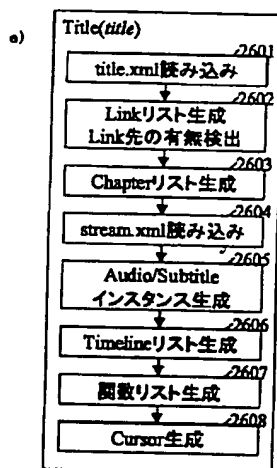 a)
Title(title)
2601
title.xml読み込み
2602
Linkリスト生成
Link先の有無検出
2603
Chapterリスト生成
2604
stream.xml読み込み
2605
Audio/Subtitle
インスタンス生成
2606
Timelineリスト生成
2607
関数リスト生成
2608
Cursor生成